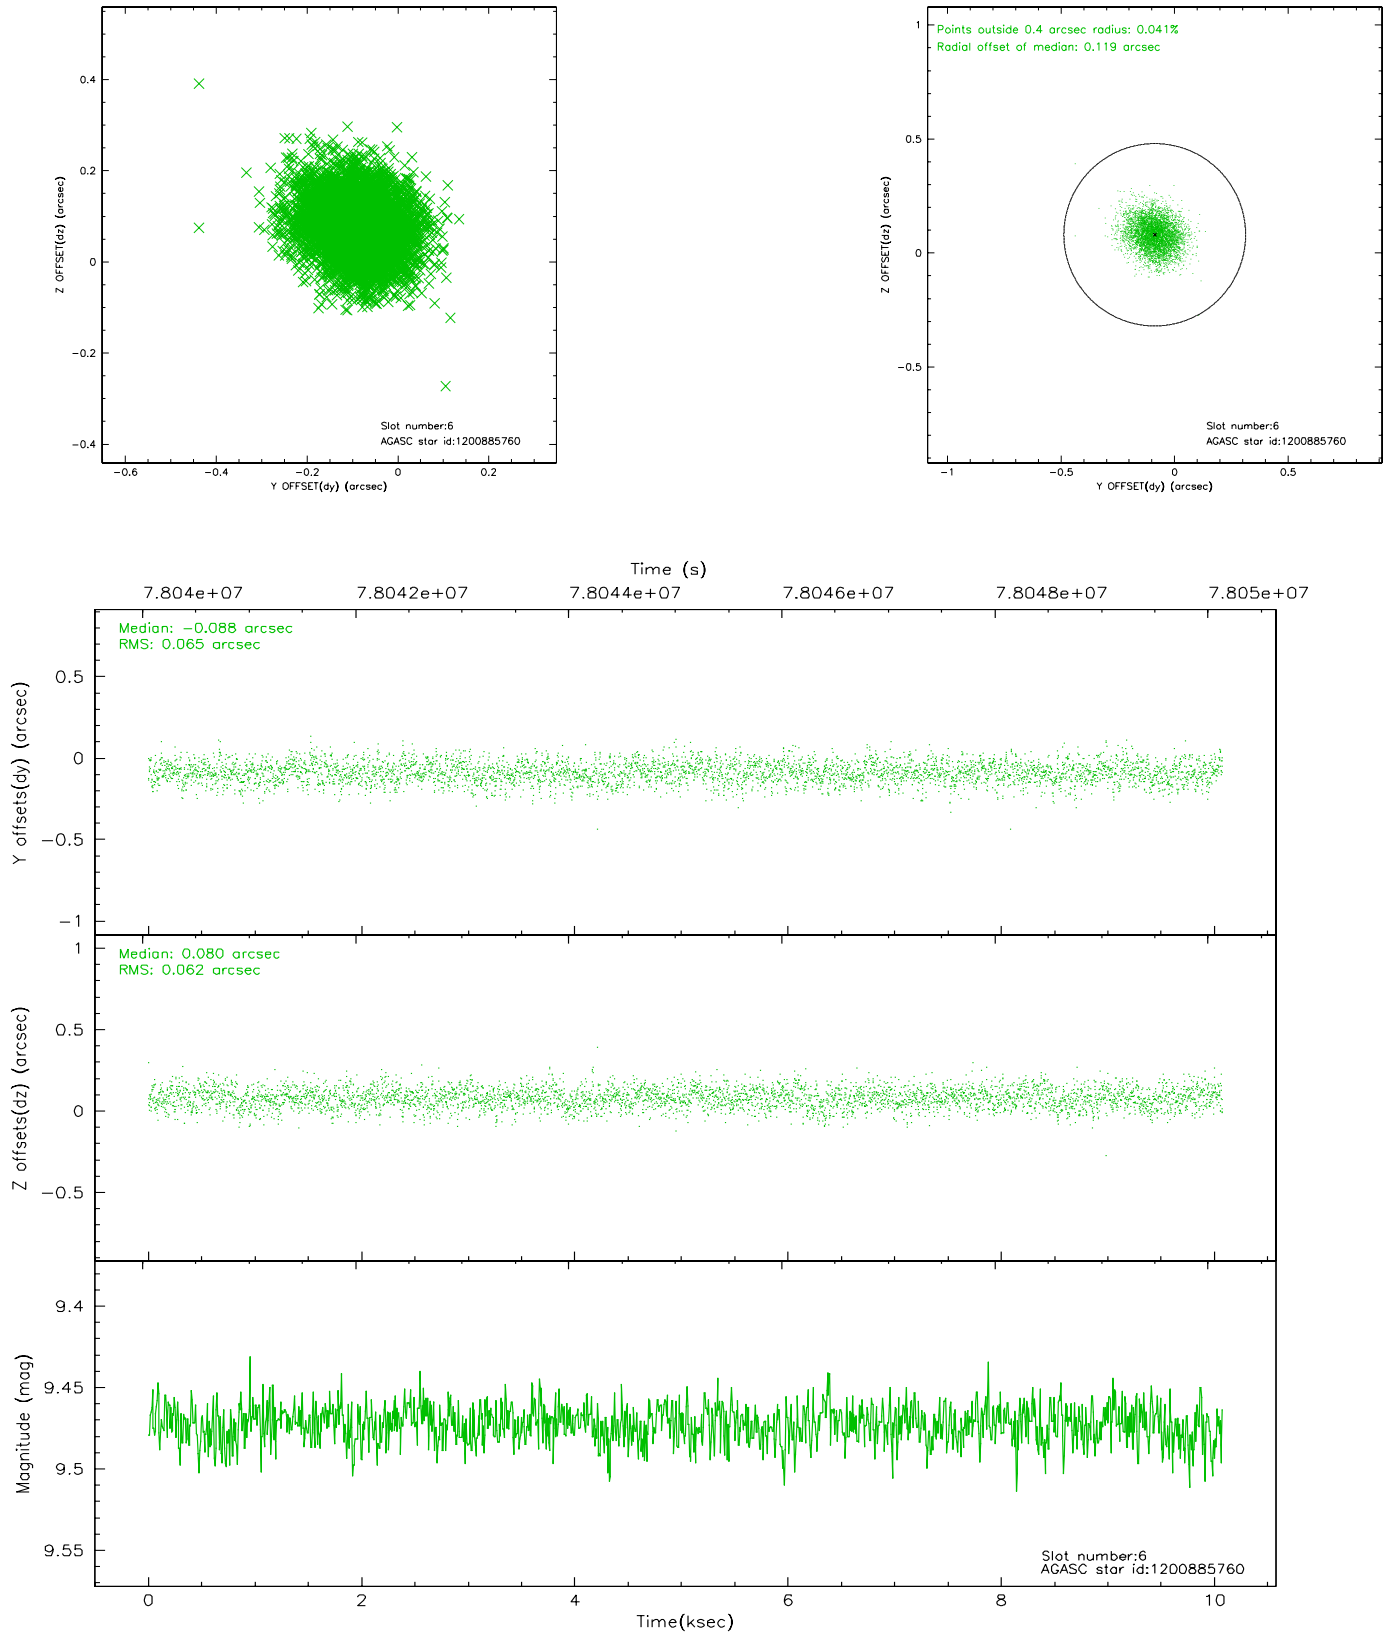 0.4
0.2
0
−0.2
−0.4
Z OFFSET(dz) (arcsec)
Slot number:6
AGASC star id:1200885760
−0.6 −0.4 −0.2 0 0.2
Y OFFSET(dy) (arcsec)
Points outside 0.4 arcsec radius: 0.041%
Radial offset of median: 0.119 arcsec
1
0.5
0
−0.5
Z OFFSET(dz) (arcsec)
Slot number:6
AGASC star id:1200885760
−1 −0.5 0 0.5
Y OFFSET(dy) (arcsec)
Time (s)
7.804e+07 7.8042e+07 7.8044e+07 7.8046e+07 7.8048e+07 7.805e+07
Median: −0.088 arcsec
RMS: 0.065 arcsec
0.5
0
−0.5
−1
Y offsets(dy) (arcsec)
Median: 0.080 arcsec
RMS: 0.062 arcsec
1
0.5
0
−0.5
Z offsets(dz) (arcsec)
9.4
9.45
9.5
9.55
Magnitude (mag)
Slot number:6
AGASC star id:1200885760
0 2 4 6 8 10
Time(ksec)